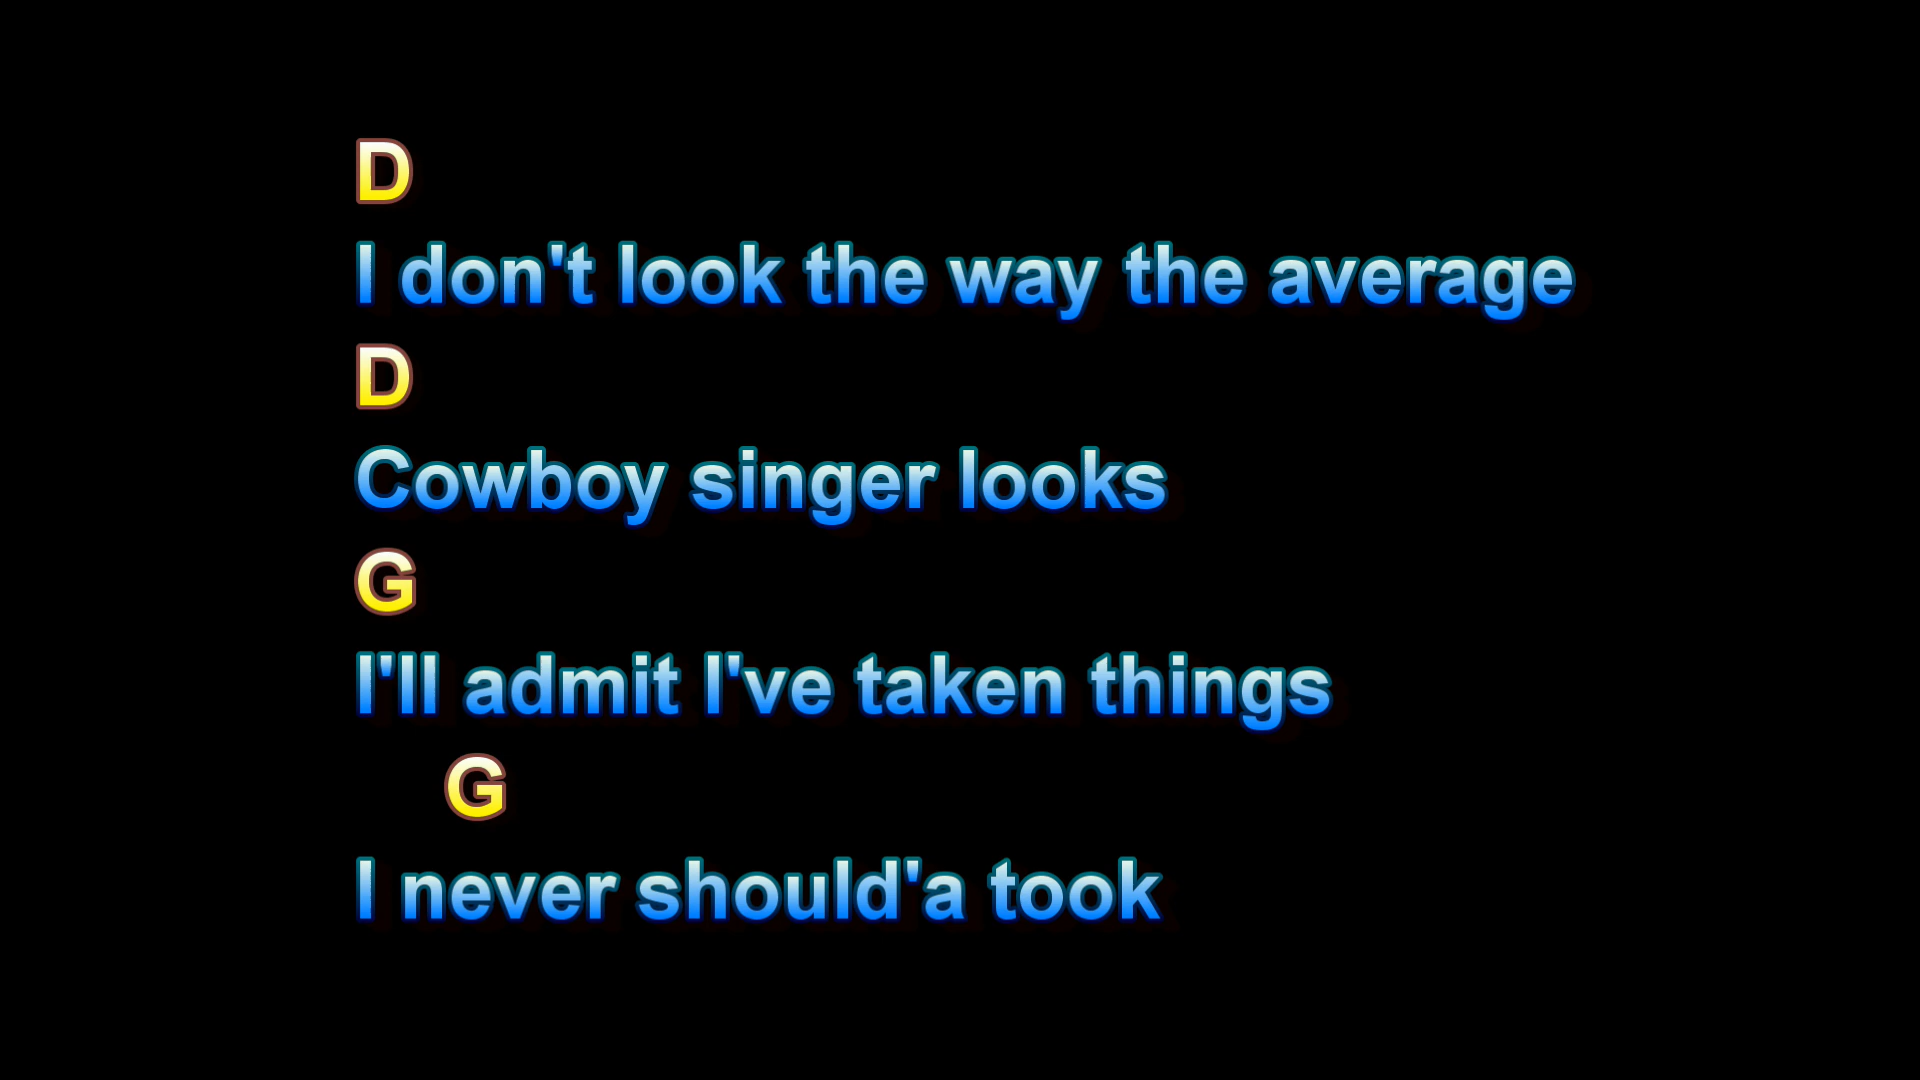 D
I don't look the way the average
D
Cowboy singer looks
G
I'll admit I've taken things
G
I never should'a took